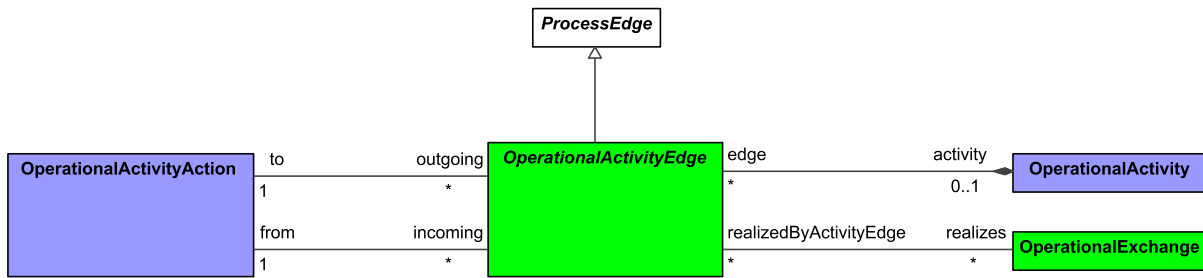 ProcessEdge
OperationalActivityAction
to
outgoing
1
*
from
incoming
1
*
OperationalActivityEdge
edge
activity
*
0..1
OperationalActivity
realizedByActivityEdge
realizes
*
*
OperationalExchange